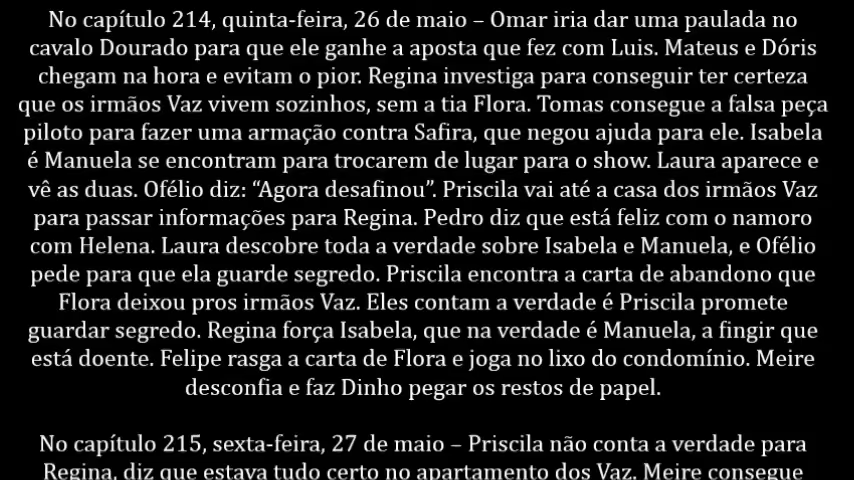 No capítulo 214, quinta-feira, 26 de maio – Omar iria dar uma paulada no
cavalo Dourado para que ele ganhe a aposta que fez com Luis. Mateus e Dóris
chegam na hora e evitam o pior. Regina investiga para conseguir ter certeza
que os irmãos Vaz vivem sozinhos, sem a tia Flora. Tomas consegue a falsa peça
piloto para fazer uma armação contra Safira, que negou ajuda para ele. Isabela
é Manuela se encontram para trocarem de lugar para o show. Laura aparece e
vê as duas. Ofélio diz: “Agora desafinou”. Priscila vai até a casa dos irmãos Vaz
para passar informações para Regina. Pedro diz que está feliz com o namoro
com Helena. Laura descobre toda a verdade sobre Isabela e Manuela, e Ofélio
pede para que ela guarde segredo. Priscila encontra a carta de abandono que
Flora deixou pros irmãos Vaz. Eles contam a verdade é Priscila promete
guardar segredo. Regina força Isabela, que na verdade é Manuela, a fingir que
está doente. Felipe rasga a carta de Flora e joga no lixo do condomínio. Meire
desconfia e faz Dinho pegar os restos de papel.
No capítulo 215, sexta-feira, 27 de maio – Priscila não conta a verdade para
Regina, diz que estava tudo certo no apartamento dos Vaz. Meire consegue